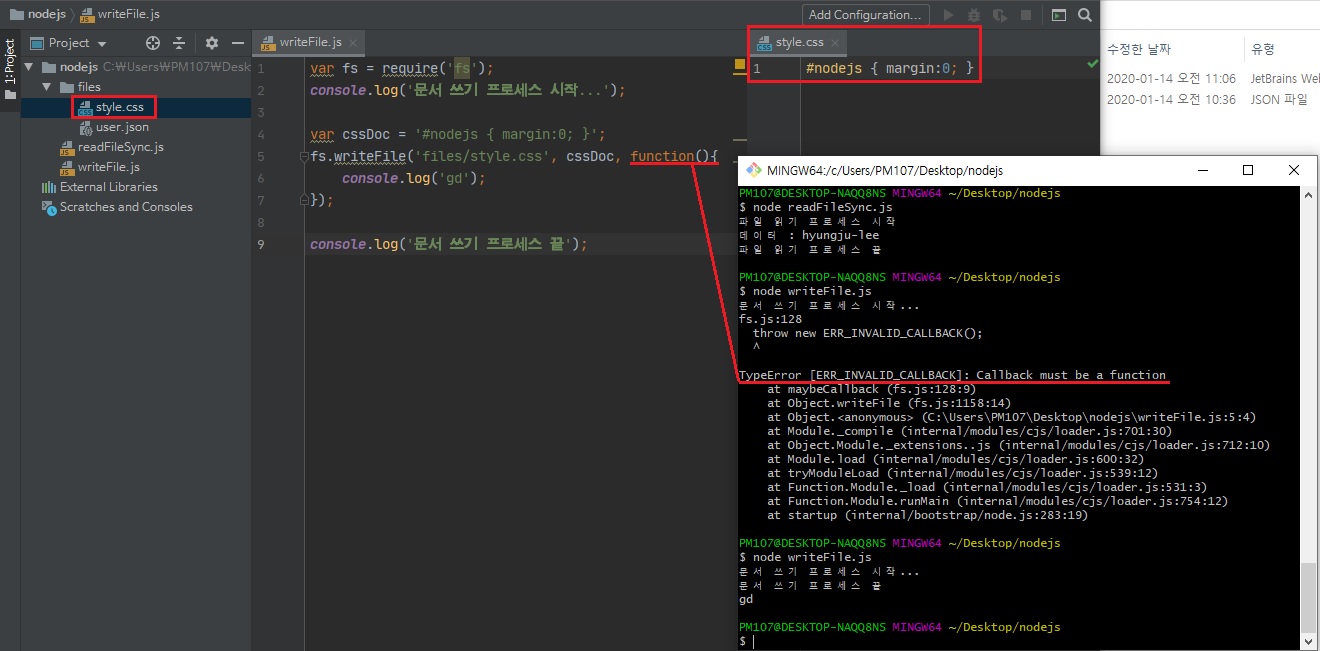 nodejs writeFile.js Add Configuration...
Project
1: Project
nodejs C:￦Users￦PM107￦Desk
files
style.css
user.json
readFileSync.js
writeFile.js
External Libraries
Scratches and Consoles
writeFile.js
1 var fs = require('fs');
2 console.log('문서 쓰기 프로세스 시작...');
3
4 var cssDoc = '#nodejs { margin:0; }';
5 fs.writeFile('files/style.css', cssDoc, function(){
6 console.log('gd');
7 });
8
9 console.log('문서 쓰기 프로세스 끝');
style.css
1 #nodejs { margin:0; }
수정한 날짜 유형
2020-01-14 오전 11:06 JetBrains We
2020-01-14 오전 10:36 JSON 파일
MINGW64:/c/Users/PM107/Desktop/nodejs
PM107@DESKTOP-NAQQ8NS MINGW64 ~/Desktop/nodejs
$ node readFileSync.js
파일 읽기 프로세스 시작
데이터 : hyungju-lee
파일 읽기 프로세스 끝
PM107@DESKTOP-NAQQ8NS MINGW64 ~/Desktop/nodejs
$ node writeFile.js
문서 쓰기 프로세스 시작...
fs.js:128
throw new ERR_INVALID_CALLBACK();
^
TypeError [ERR_INVALID_CALLBACK]: Callback must be a function
at maybeCallback (fs.js:128:9)
at Object.writeFile (fs.js:1158:14)
at Object.<anonymous> (C:\Users\PM107\Desktop\nodejs\writeFile.js:5:4)
at Module._compile (internal/modules/cjs/loader.js:701:30)
at Object.Module._extensions..js (internal/modules/cjs/loader.js:712:10)
at Module.load (internal/modules/cjs/loader.js:600:32)
at tryModuleLoad (internal/modules/cjs/loader.js:539:12)
at Function.Module._load (internal/modules/cjs/loader.js:531:3)
at Function.Module.runMain (internal/modules/cjs/loader.js:754:12)
at startup (internal/bootstrap/node.js:283:19)
PM107@DESKTOP-NAQQ8NS MINGW64 ~/Desktop/nodejs
$ node writeFile.js
문서 쓰기 프로세스 시작...
문서 쓰기 프로세스 끝
gd
PM107@DESKTOP-NAQQ8NS MINGW64 ~/Desktop/nodejs
$